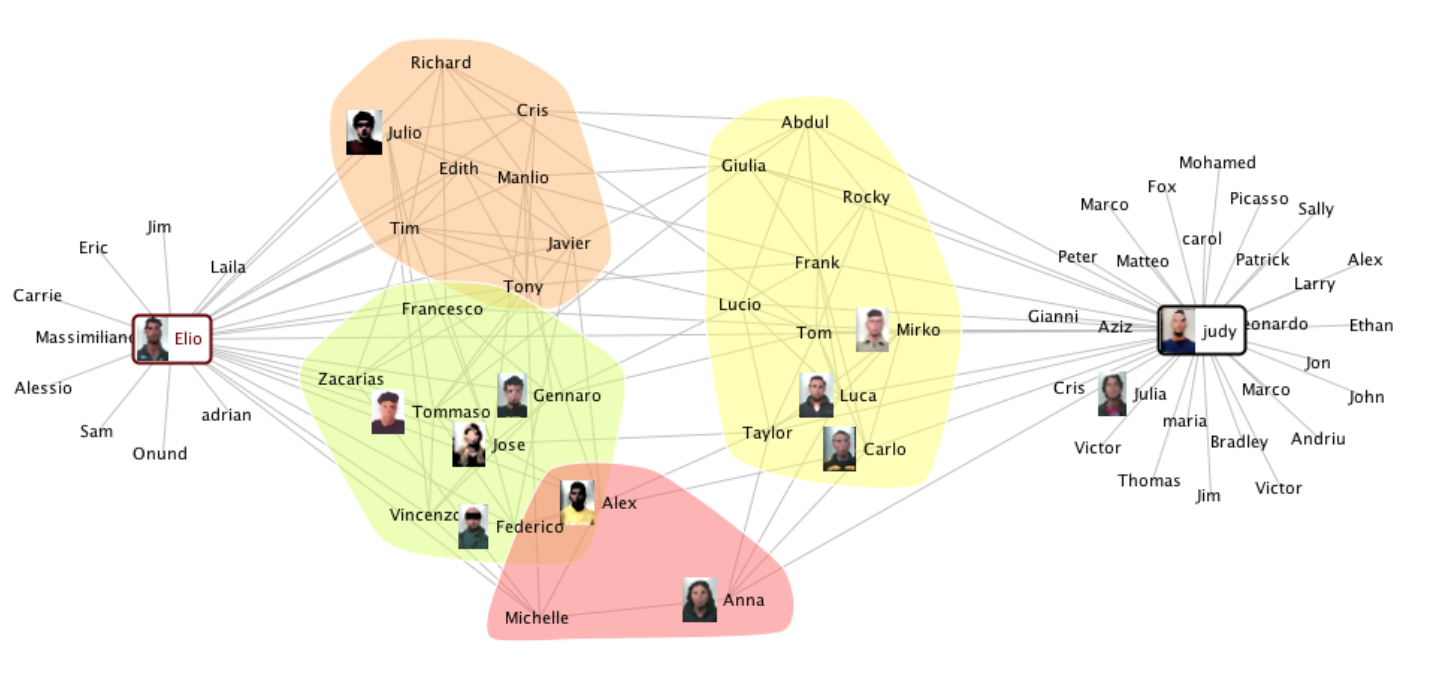 Richard
Cris
Julio
Edith
Manlio
Tim
Javier
Tony
Jim
Eric
Laila
Carrie
Massimilianc
Elio
Alessio
adrian
Sam
Onund
Francesco
Zacarias
Tommaso
Gennaro
Jose
Vincenzo
Federico
Alex
Michelle
Anna
Abdul
Giulia
Rocky
Frank
Lucio
Tom
Mirko
Luca
Taylor
Carlo
Mohamed
Fox
Picasso
Marco
Sally
carol
Peter
Matteo
Patrick
Alex
Larry
Gianni
Aziz
judy
eonardo
Ethan
Jon
Cris
Julia
Marco
John
maria
Victor
Bradley
Andriu
Thomas
Jim
Victor